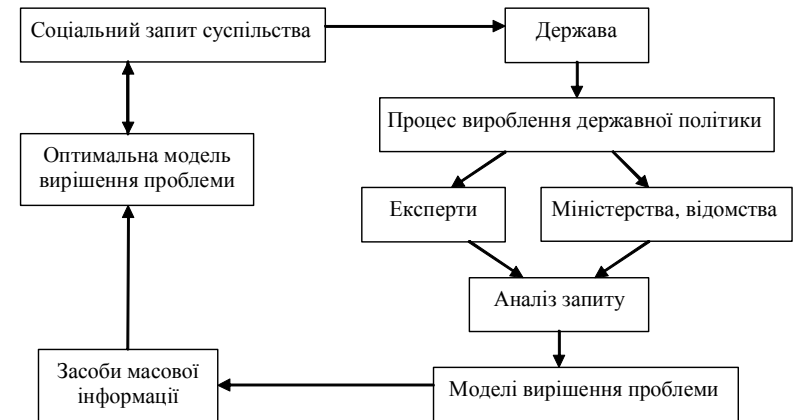 Соціальний запит суспільства
Держава
Процес вироблення державної політики
Оптимальна модель
вирішення проблеми
Експерти
Міністерства, відомства
Аналіз запиту
Засоби масової
інформації
Моделі вирішення проблеми